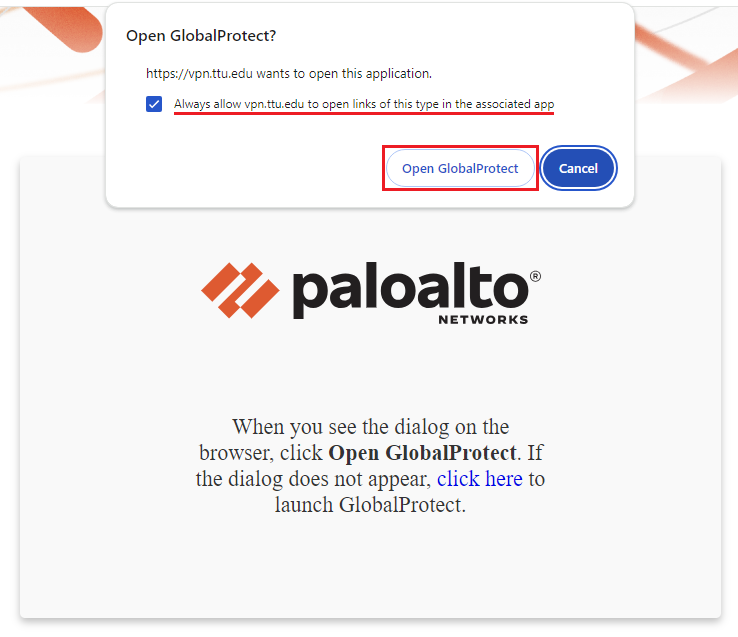 Open GlobalProtect?
https://vpn.ttu.edu wants to open this application.
Always allow vpn.ttu.edu to open links of this type in the associated app
Open GlobalProtect
Cancel
paloalto®
NETWORKS
When you see the dialog on the
browser, click Open GlobalProtect. If
the dialog does not appear, click here to
launch GlobalProtect.